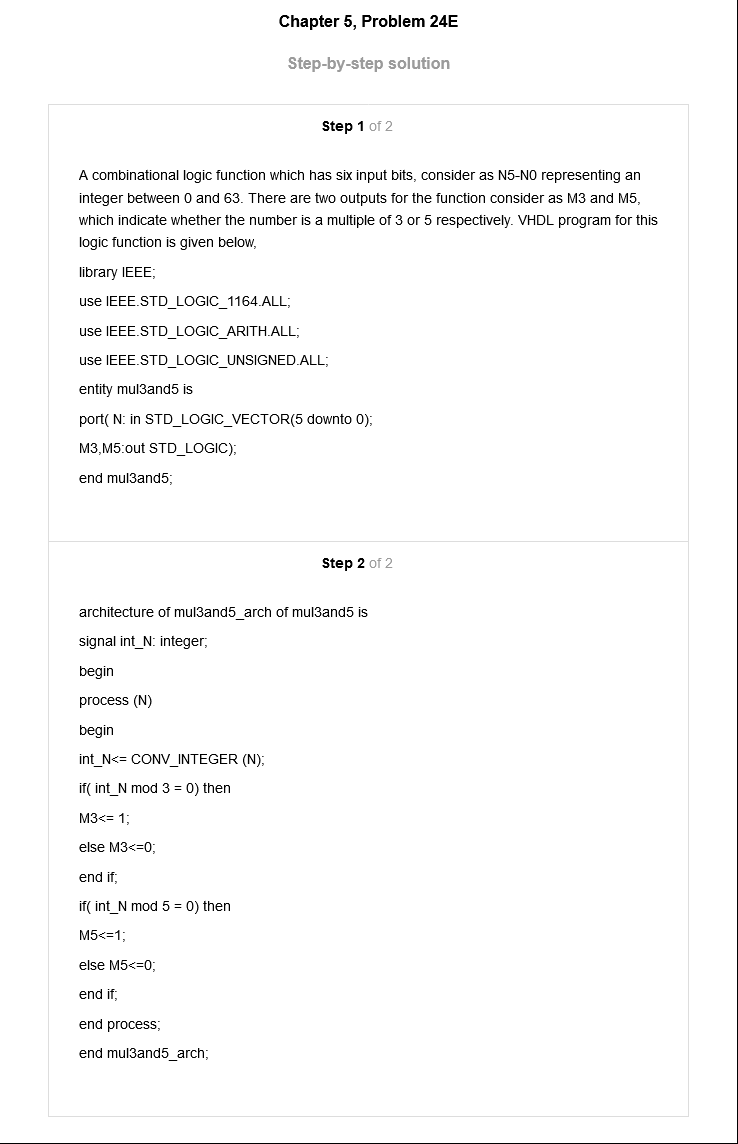 Chapter 5, Problem 24E
Step-by-step solution
Step 1 of 2
A combinational logic function which has six input bits, consider as N5-N0 representing an
integer between 0 and 63. There are two outputs for the function consider as M3 and M5,
which indicate whether the number is a multiple of 3 or 5 respectively. VHDL program for this
logic function is given below,
library IEEE;
use IEEE.STD_LOGIC_1164.ALL;
use IEEE.STD_LOGIC_ARITH.ALL;
use IEEE.STD_LOGIC_UNSIGNED.ALL;
entity mul3and5 is
port( N: in STD_LOGIC_VECTOR(5 downto 0);
M3,M5:out STD_LOGIC);
end mul3and5;
Step 2 of 2
architecture of mul3and5_arch of mul3and5 is
signal int_N: integer;
begin
process (N)
begin
int_N<= CONV_INTEGER (N);
if( int_N mod 3 = 0) then
M3<= 1;
else M3<=0;
end if;
if( int_N mod 5 = 0) then
M5<=1;
else M5<=0;
end if;
end process;
end mul3and5_arch;